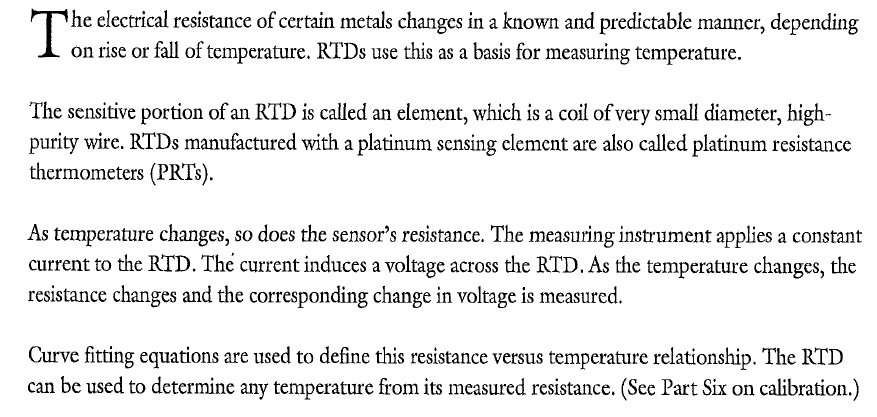 The electrical resistance of certain metals changes in a known and predictable manner, depending
on rise or fall of temperature. RTDs use this as a basis for measuring temperature.
The sensitive portion of an RTD is called an element, which is a coil of very small diameter, high-
purity wire. RTDs manufactured with a platinum sensing element are also called platinum resistance
thermometers (PRTs).
As temperature changes, so does the sensor's resistance. The measuring instrument applies a constant
current to the RTD. The current induces a voltage across the RTD. As the temperature changes, the
resistance changes and the corresponding change in voltage is measured.
Curve fitting equations are used to define this resistance versus temperature relationship. The RTD
can be used to determine any temperature from its measured resistance. (See Part Six on calibration.)